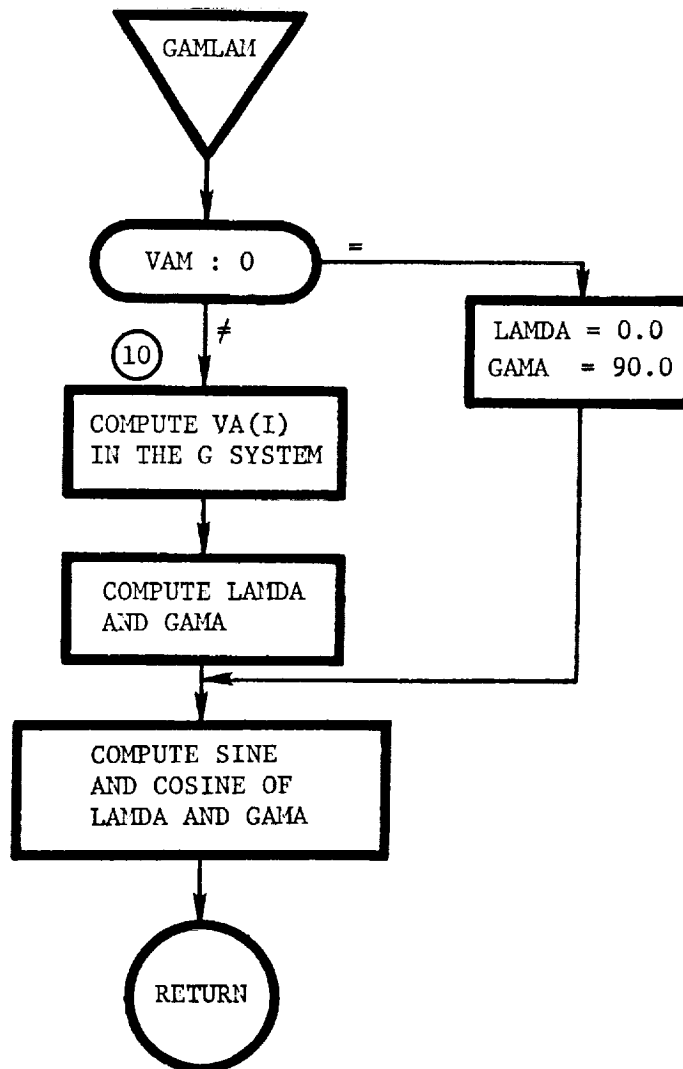 GAMLAM
VAM : 0
=
≠
LAMDA = 0.0
GAMA = 90.0
10
COMPUTE VA(I)
IN THE G SYSTEM
COMPUTE LAMDA
AND GAMA
COMPUTE SINE
AND COSINE OF
LAMDA AND GAMA
RETURN